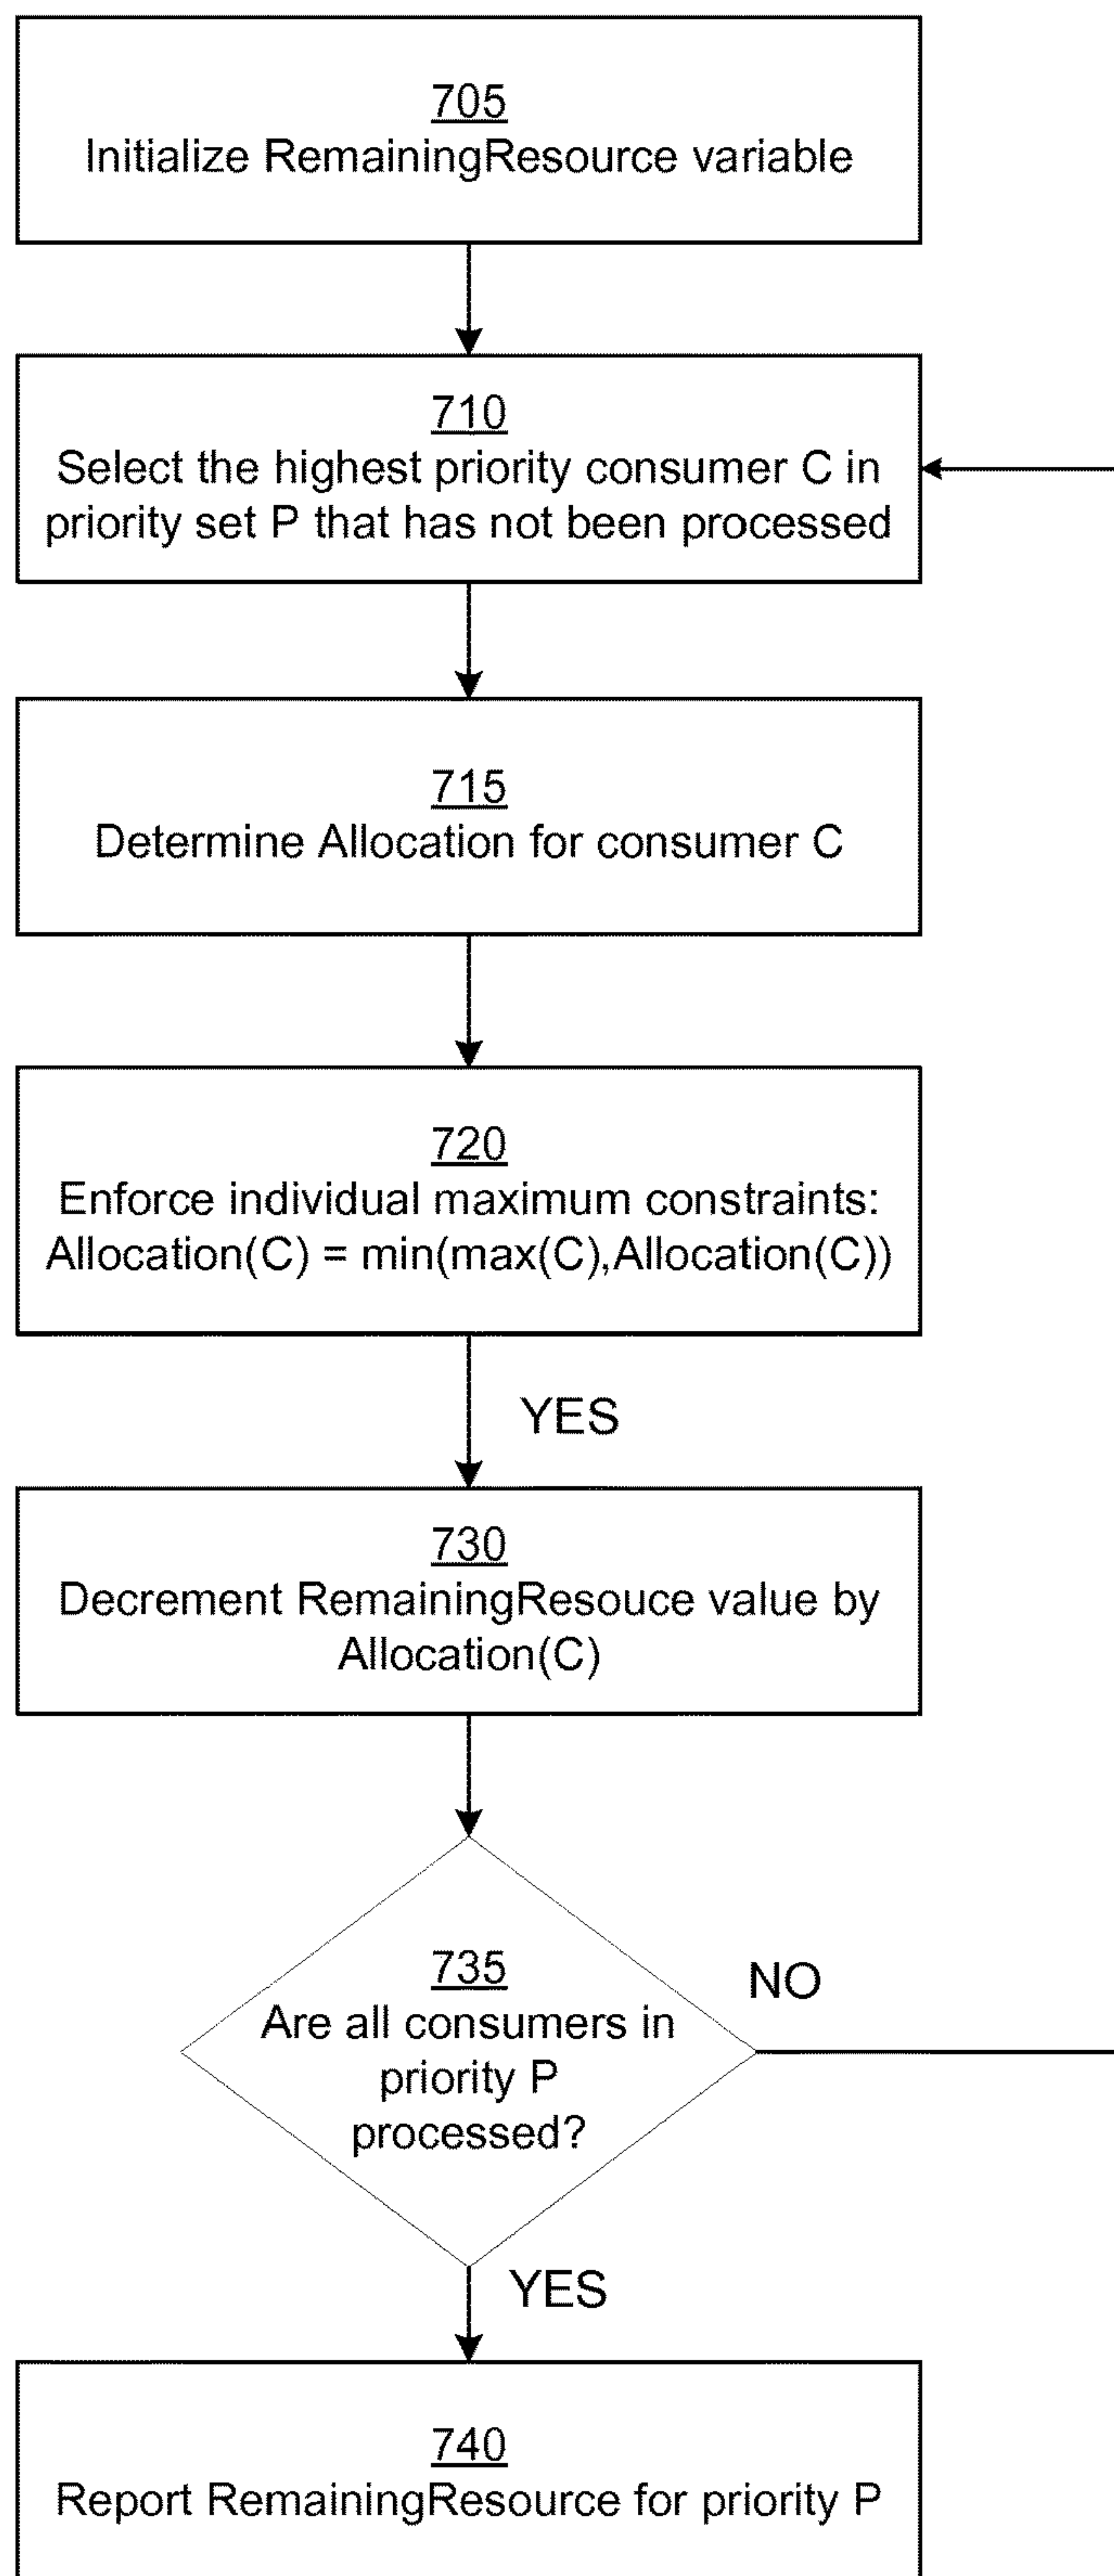 705
Initialize RemainingResource variable
710
Select the highest priority consumer C in
priority set P that has not been processed
715
Determine Allocation for consumer C
720
Enforce individual maximum constraints:
Allocation(C) = min(max(C),Allocation(C))
YES
730
Decrement RemainingResouce value by
Allocation(C)
735
Are all consumers in
priority P
processed?
NO
YES
740
Report RemainingResource for priority P